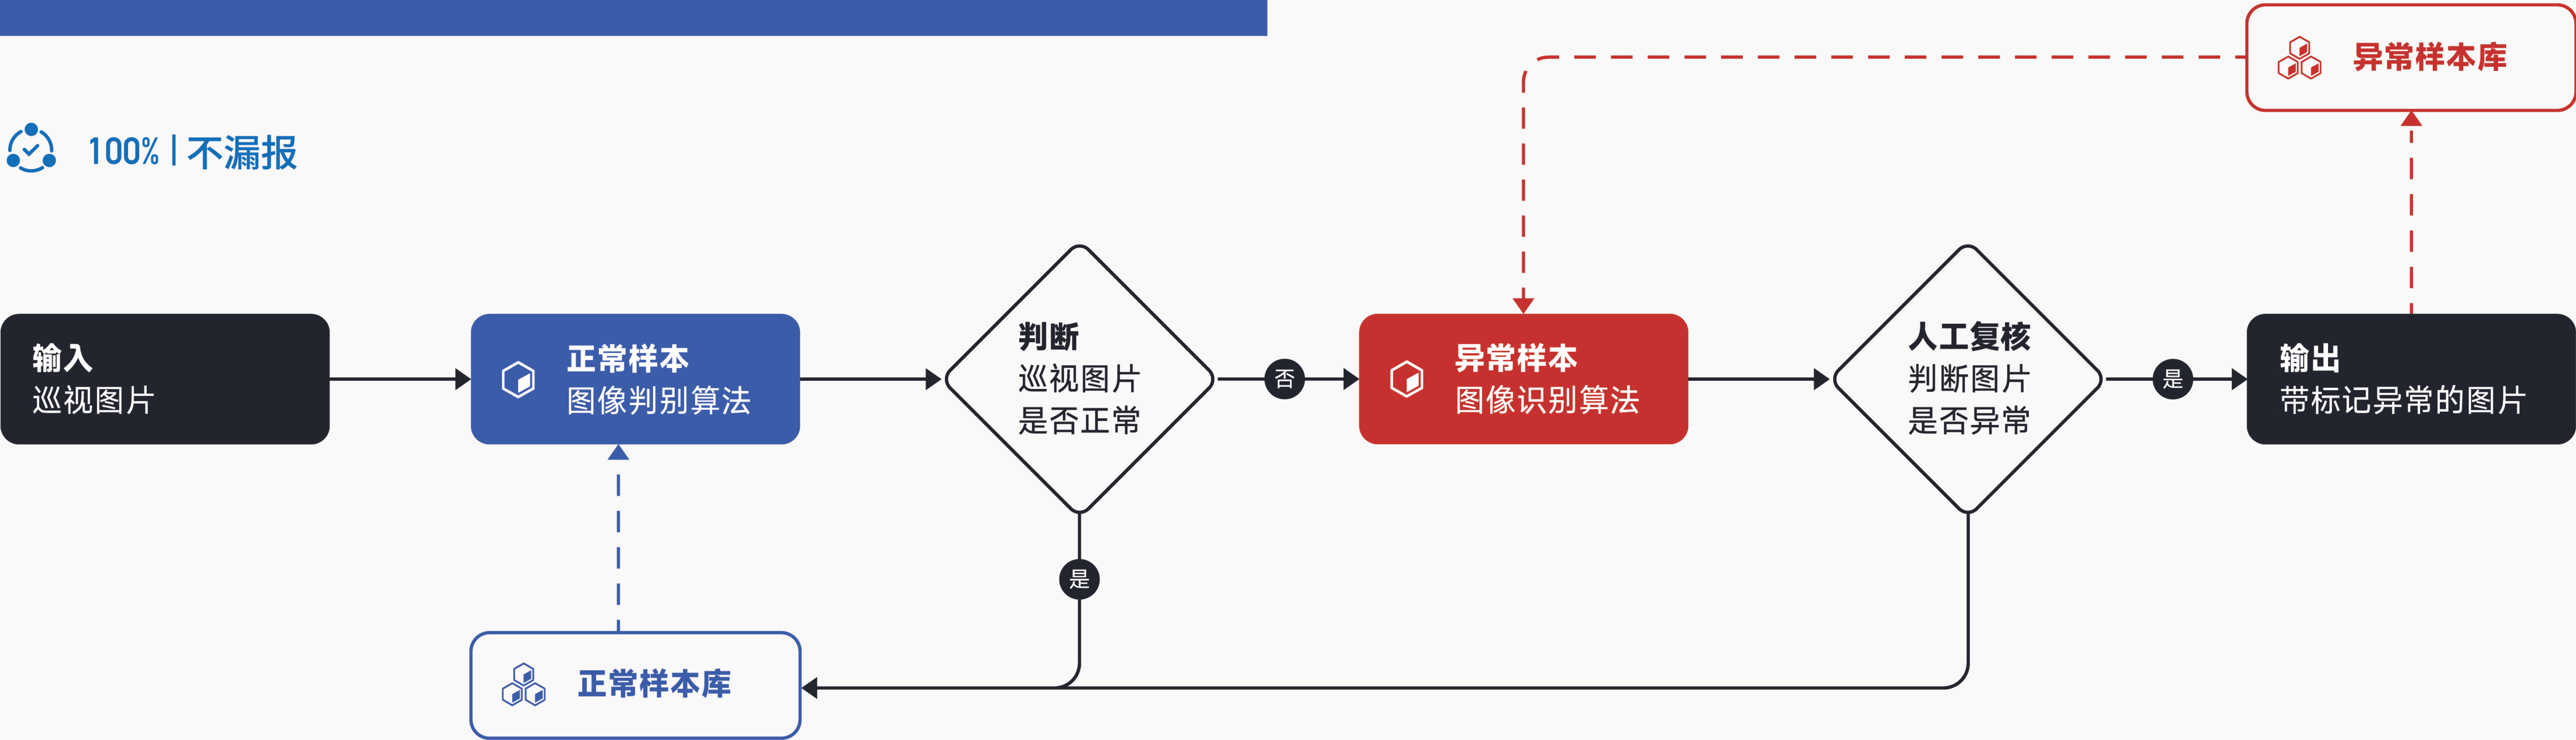 异常样本库
100% | 不漏报
输入
巡视图片
正常样本
图像判别算法
判断
巡视图片
是否正常
否
异常样本
图像识别算法
人工复核
判断图片
是否异常
是
输出
带标记异常的图片
是
正常样本库